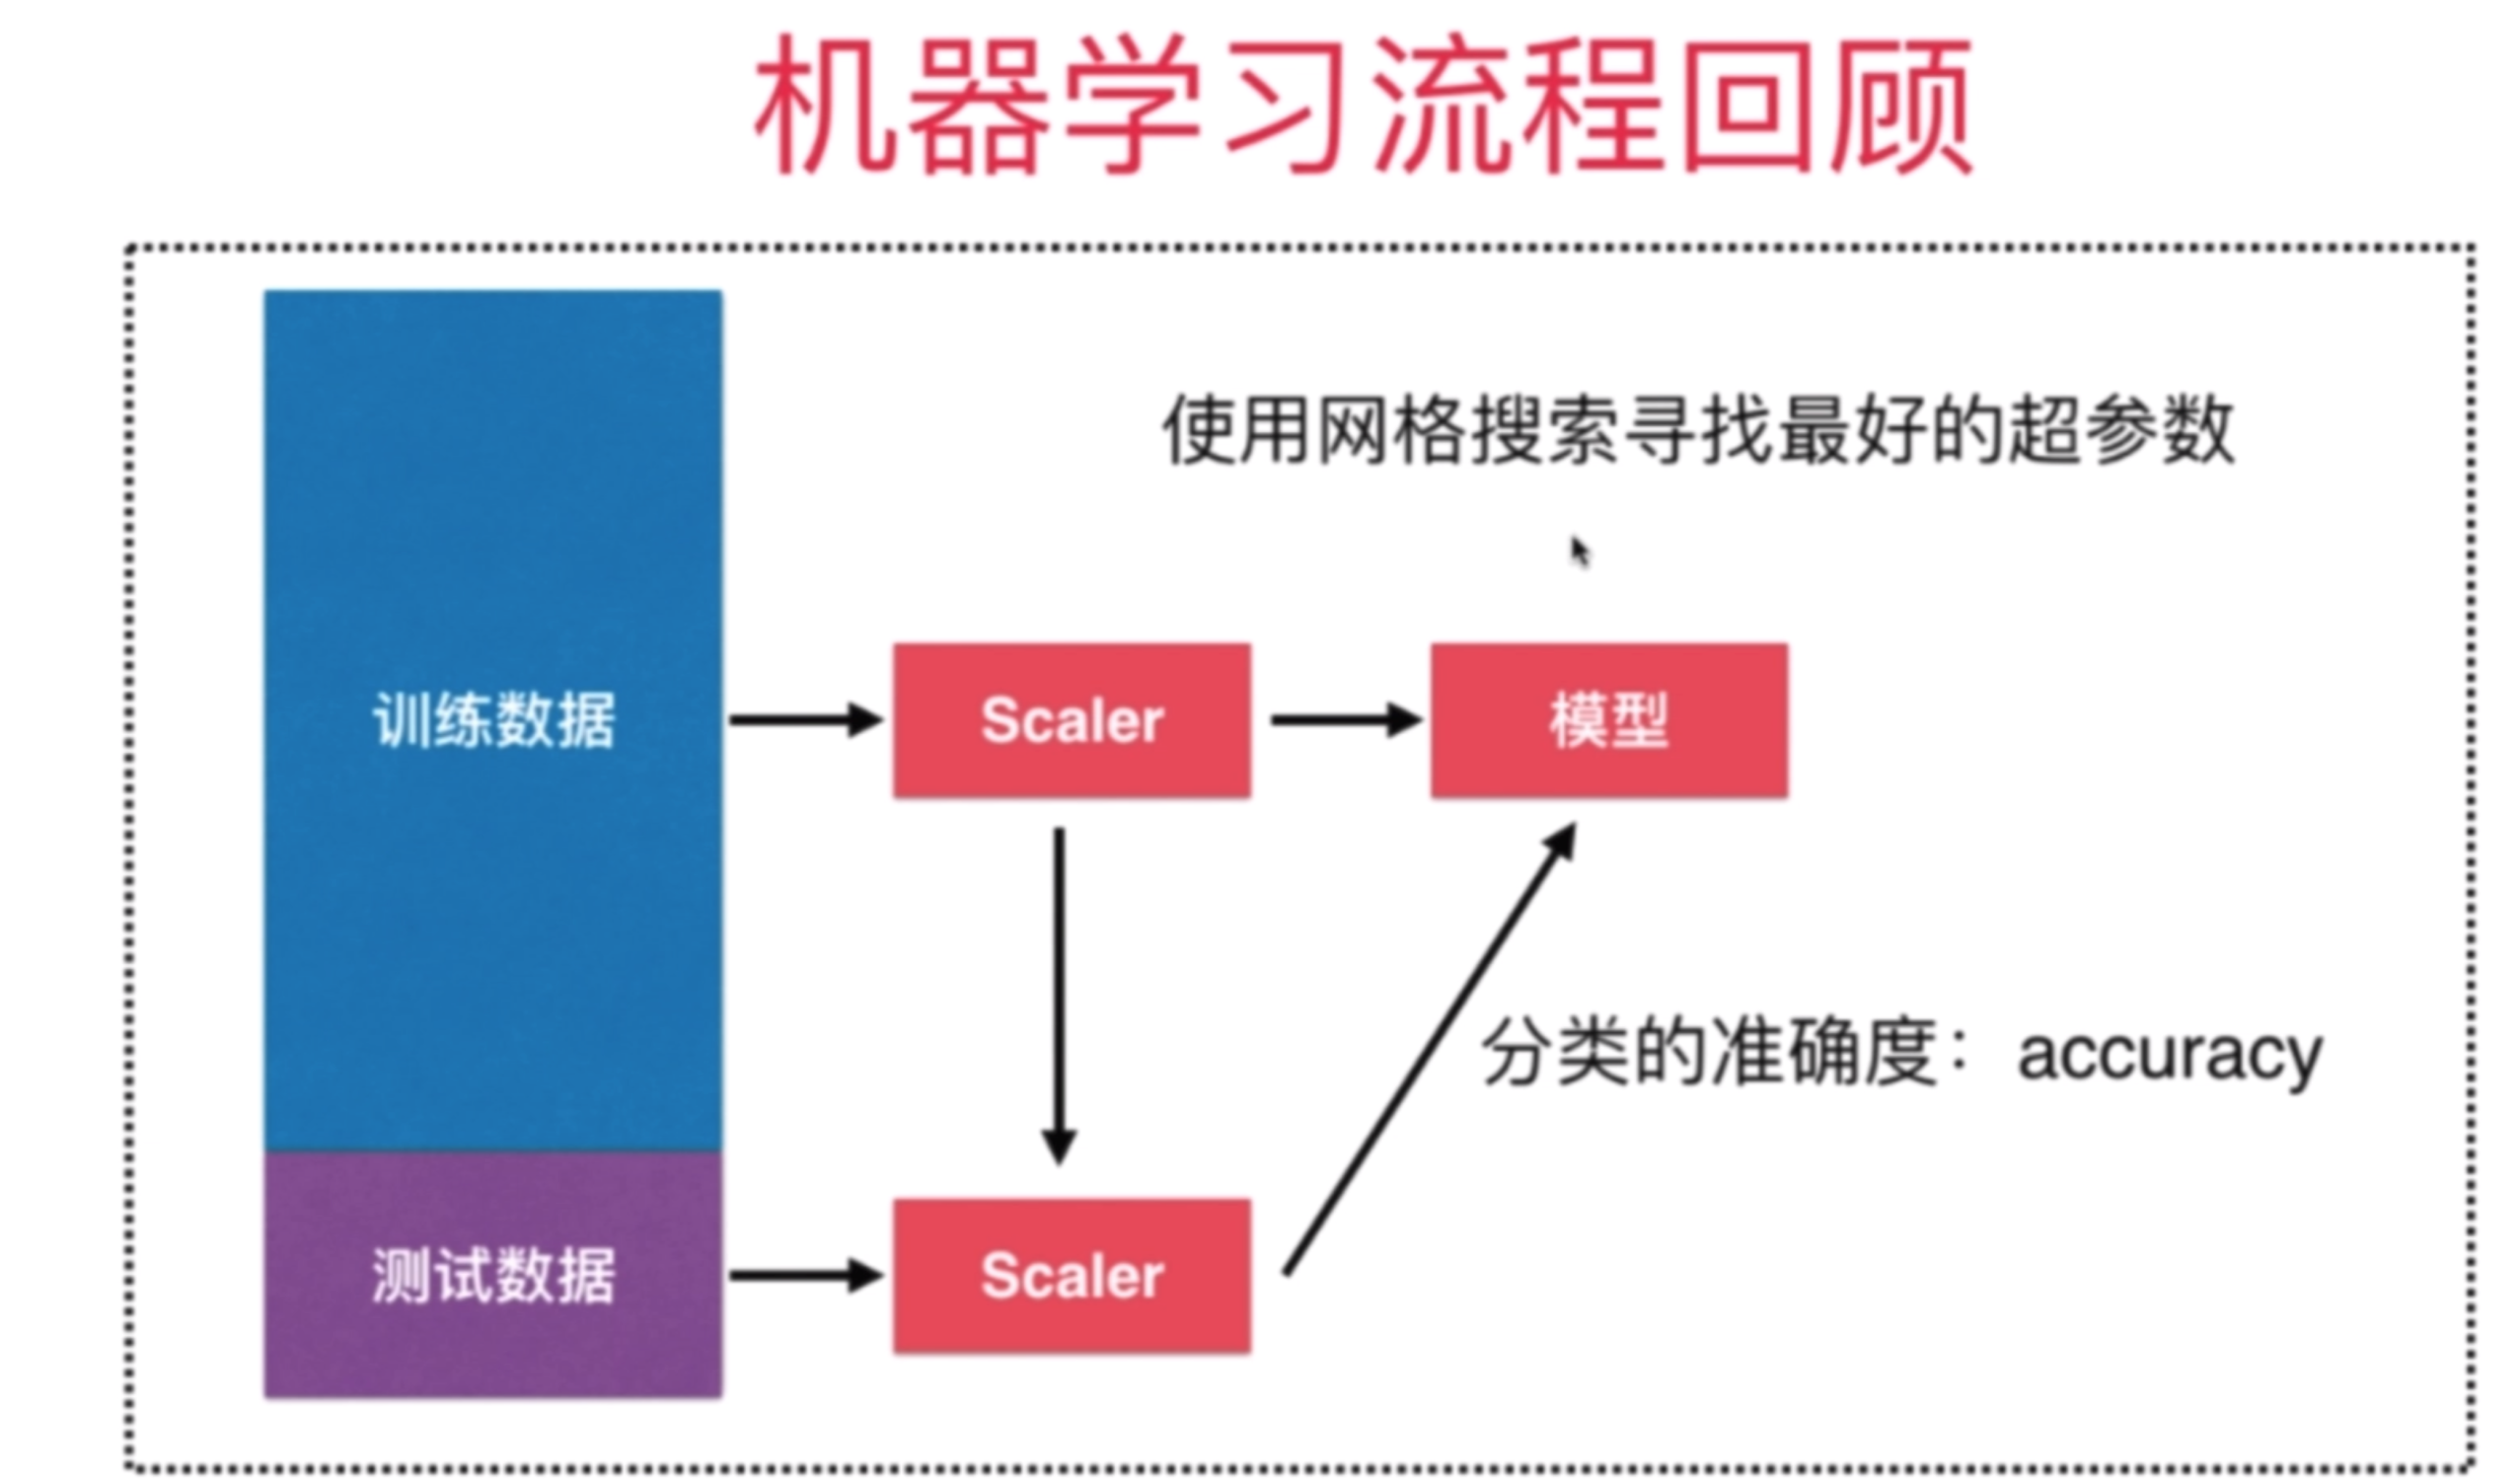 机器学习流程回顾
使用网格搜索寻找最好的超参数
训练数据
Scaler
模型
分类的准确度：accuracy
测试数据
Scaler